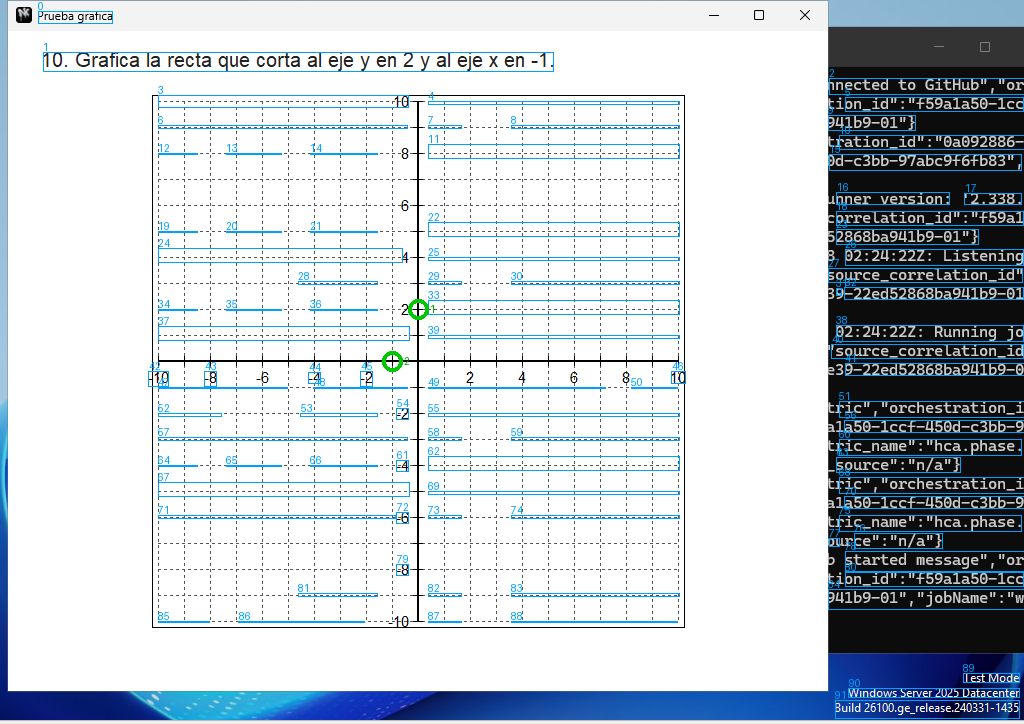 Prueba grafica
10. Grafica la recta que corta al eje y en 2 y al eje x en -1.
10
8
6
4
2
-10 -8 -6 -4 -2 2 4 6 8 10
-2
-4
-6
-8
-10
nnected to GitHub","or
tion_id":"f59a1a50-1cc
941b9-01"}
tration_id":"0a092886-
0d-c3bb-97abc9f6fb83",
unner version: '2.338.
correlation_id":"f59a1
52868ba941b9-01"}
02:24:22Z: Listening
source_correlation_id"
39-22ed52868ba941b9-01
02:24:22Z: Running jo
"source_correlation_id
e39-22ed52868ba941b9-0
tric","orchestration_i
a1a50-1ccf-450d-c3bb-9
tric_name":"hca.phase.
source":"n/a"}
tric","orchestration_i
a1a50-1ccf-450d-c3bb-9
tric_name":"hca.phase.
ource":"n/a"}
started message","or
tion_id":"f59a1a50-1cc
941b9-01","jobName":"w
Test Mode
Windows Server 2025 Datacenter
Build 26100.ge_release.240331-1435